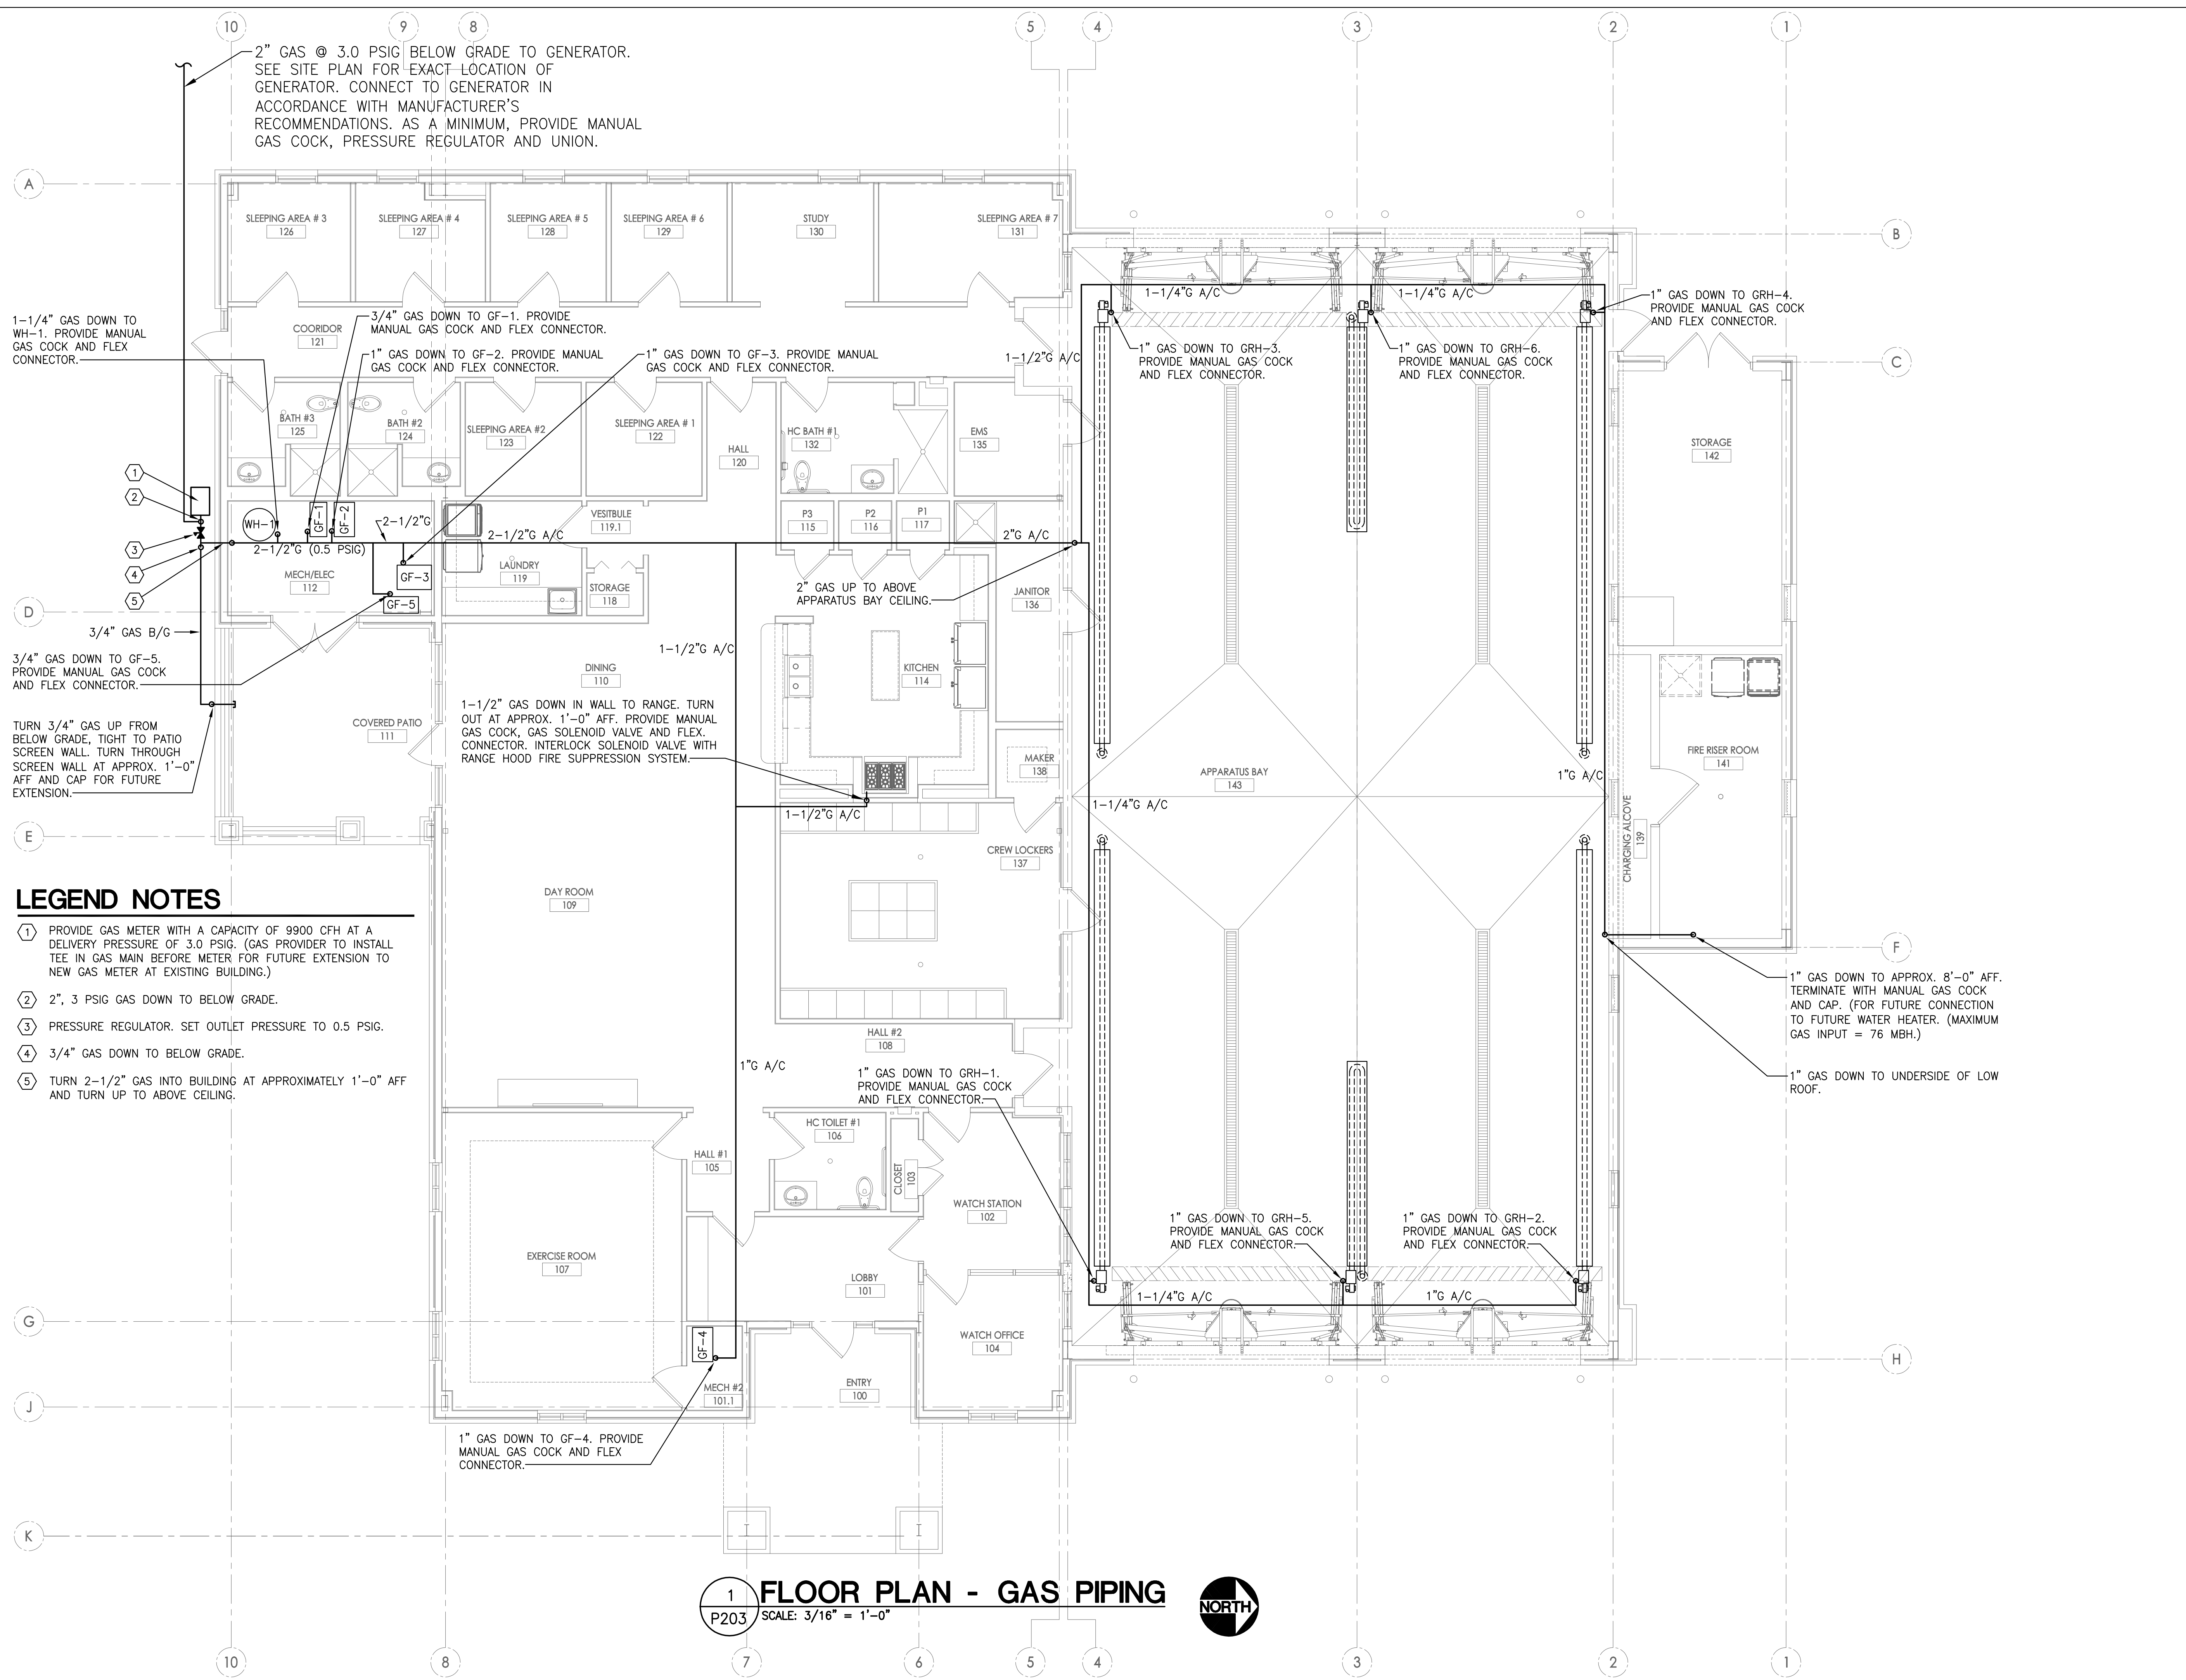 10
9
8
5
4
3
2
1
2" GAS @ 3.0 PSIG BELOW GRADE TO GENERATOR.
SEE SITE PLAN FOR EXACT LOCATION OF
GENERATOR. CONNECT TO GENERATOR IN
ACCORDANCE WITH MANUFACTURER'S
RECOMMENDATIONS. AS A MINIMUM, PROVIDE MANUAL
GAS COCK, PRESSURE REGULATOR AND UNION.
A
B
C
D
E
F
G
H
J
K
SLEEPING AREA # 3
126
SLEEPING AREA # 4
127
SLEEPING AREA # 5
128
SLEEPING AREA # 6
129
STUDY
130
SLEEPING AREA # 7
131
1-1/4" GAS DOWN TO
WH-1. PROVIDE MANUAL
GAS COCK AND FLEX
CONNECTOR.
COORIDOR
121
3/4" GAS DOWN TO GF-1. PROVIDE
MANUAL GAS COCK AND FLEX CONNECTOR.
1" GAS DOWN TO GF-2. PROVIDE MANUAL
GAS COCK AND FLEX CONNECTOR.
1" GAS DOWN TO GF-3. PROVIDE MANUAL
GAS COCK AND FLEX CONNECTOR.
1-1/2"G A/C
1-1/4"G A/C
1-1/4"G A/C
1" GAS DOWN TO GRH-3.
PROVIDE MANUAL GAS COCK
AND FLEX CONNECTOR.
1" GAS DOWN TO GRH-6.
PROVIDE MANUAL GAS COCK
AND FLEX CONNECTOR.
1" GAS DOWN TO GRH-4.
PROVIDE MANUAL GAS COCK
AND FLEX CONNECTOR.
BATH #3
125
BATH #2
124
SLEEPING AREA #2
123
SLEEPING AREA # 1
122
HALL
120
HC BATH #1
132
EMS
135
STORAGE
142
1
2
3
4
5
WH-1
GF-1
GF-2
2-1/2"G
2-1/2"G (0.5 PSIG)
MECH/ELEC
112
GF-3
GF-5
2-1/2"G A/C
VESITBULE
119.1
LAUNDRY
119
STORAGE
118
P3
115
P2
116
P1
117
2"G A/C
2" GAS UP TO ABOVE
APPARATUS BAY CEILING.
JANITOR
136
3/4" GAS B/G
3/4" GAS DOWN TO GF-5.
PROVIDE MANUAL GAS COCK
AND FLEX CONNECTOR.
TURN 3/4" GAS UP FROM
BELOW GRADE, TIGHT TO PATIO
SCREEN WALL. TURN THROUGH
SCREEN WALL AT APPROX. 1'-0"
AFF AND CAP FOR FUTURE
EXTENSION.
COVERED PATIO
111
1-1/2"G A/C
DINING
110
KITCHEN
114
1-1/2" GAS DOWN IN WALL TO RANGE. TURN
OUT AT APPROX. 1'-0" AFF. PROVIDE MANUAL
GAS COCK, GAS SOLENOID VALVE AND FLEX.
CONNECTOR. INTERLOCK SOLENOID VALVE WITH
RANGE HOOD FIRE SUPPRESSION SYSTEM.
1-1/2"G A/C
MAKER
138
APPARATUS BAY
143
1-1/4"G A/C
1"G A/C
FIRE RISER ROOM
141
CHARGING ALCOVE
139
CREW LOCKERS
137
DAY ROOM
109
LEGEND NOTES
1 PROVIDE GAS METER WITH A CAPACITY OF 9900 CFH AT A
DELIVERY PRESSURE OF 3.0 PSIG. (GAS PROVIDER TO INSTALL
TEE IN GAS MAIN BEFORE METER FOR FUTURE EXTENSION TO
NEW GAS METER AT EXISTING BUILDING.)
2 2", 3 PSIG GAS DOWN TO BELOW GRADE.
3 PRESSURE REGULATOR. SET OUTLET PRESSURE TO 0.5 PSIG.
4 3/4" GAS DOWN TO BELOW GRADE.
5 TURN 2-1/2" GAS INTO BUILDING AT APPROXIMATELY 1'-0" AFF
AND TURN UP TO ABOVE CEILING.
1" GAS DOWN TO APPROX. 8'-0" AFF.
TERMINATE WITH MANUAL GAS COCK
AND CAP. (FOR FUTURE CONNECTION
TO FUTURE WATER HEATER. (MAXIMUM
GAS INPUT = 76 MBH.)
1" GAS DOWN TO UNDERSIDE OF LOW
ROOF.
HALL #2
108
1"G A/C
1" GAS DOWN TO GRH-1.
PROVIDE MANUAL GAS COCK
AND FLEX CONNECTOR.
HC TOILET #1
106
HALL #1
105
CLOSET
103
WATCH STATION
102
1" GAS DOWN TO GRH-5.
PROVIDE MANUAL GAS COCK
AND FLEX CONNECTOR.
1" GAS DOWN TO GRH-2.
PROVIDE MANUAL GAS COCK
AND FLEX CONNECTOR.
EXERCISE ROOM
107
LOBBY
101
1-1/4"G A/C
1"G A/C
GF-4
WATCH OFFICE
104
MECH #2
101.1
ENTRY
100
1" GAS DOWN TO GF-4. PROVIDE
MANUAL GAS COCK AND FLEX
CONNECTOR.
1
P203
FLOOR PLAN - GAS PIPING
SCALE: 3/16" = 1'-0"
NORTH
10
8
7
6
5
4
3
2
1